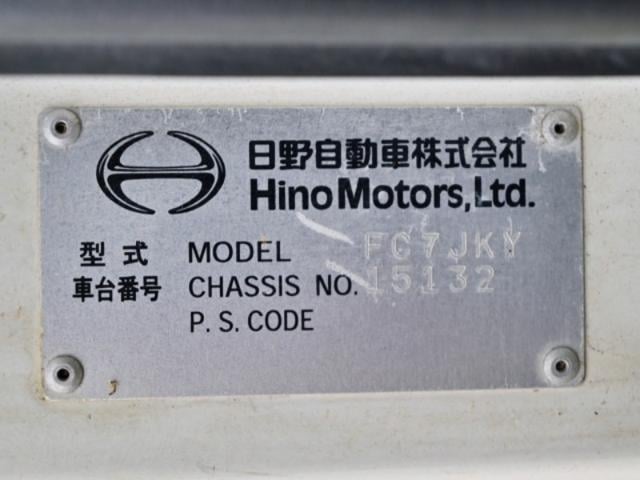 日野自動車株式会社
Hino Motors, Ltd.
型式 MODEL FC7JKY
車台番号 CHASSIS NO. 15132
P. S. CODE